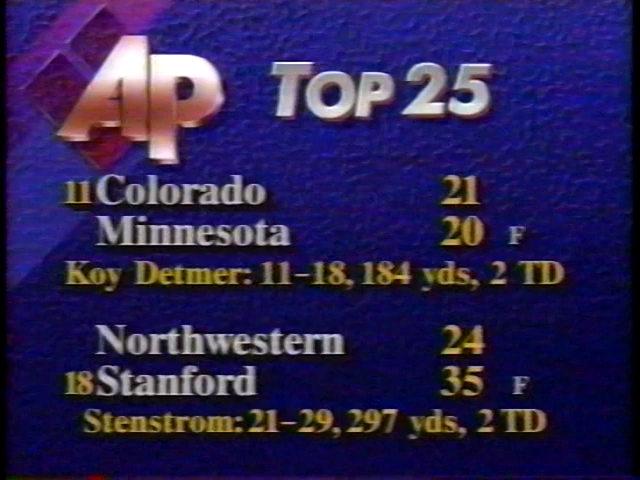 AP TOP 25
11 Colorado 21
Minnesota 20 F
Koy Detmer: 11-18, 184 yds, 2 TD
Northwestern 24
18 Stanford 35 F
Stenstrom: 21-29, 297 yds, 2 TD